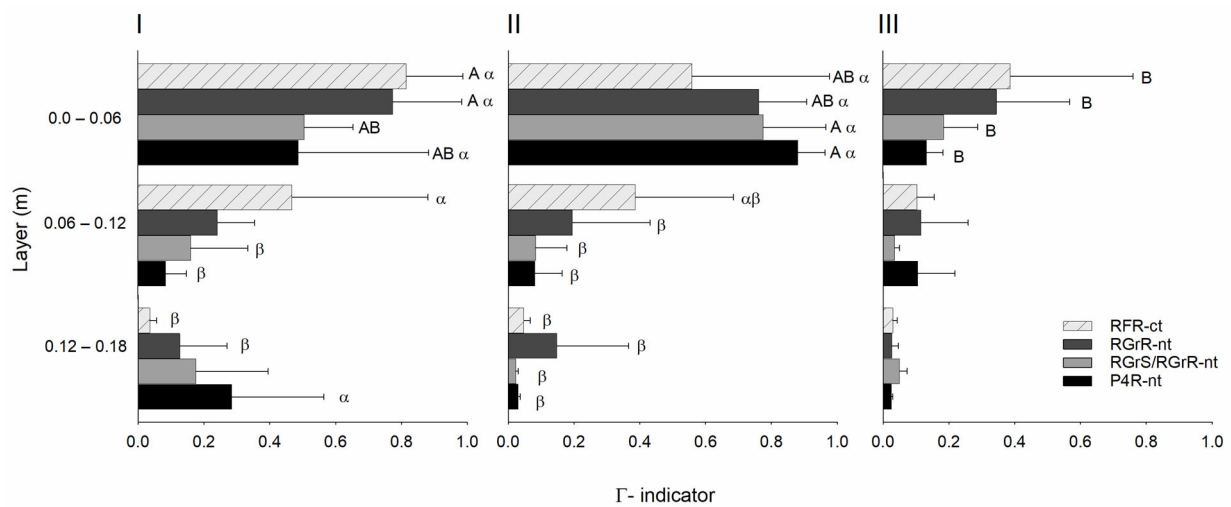 I II III
A α AB α B
A α AB α B
0.0 – 0.06
AB A α B
AB α A α B
α αβ
0.06 – 0.12
β
β β
β β
β β
0.12 – 0.18
β β
β
α β
RFR-ct
RGrR-nt
RGrS/RGrR-nt
P4R-nt
Layer (m)
0.0 0.2 0.4 0.6 0.8 1.0 0.0 0.2 0.4 0.6 0.8 1.0 0.0 0.2 0.4 0.6 0.8 1.0
Γ- indicator